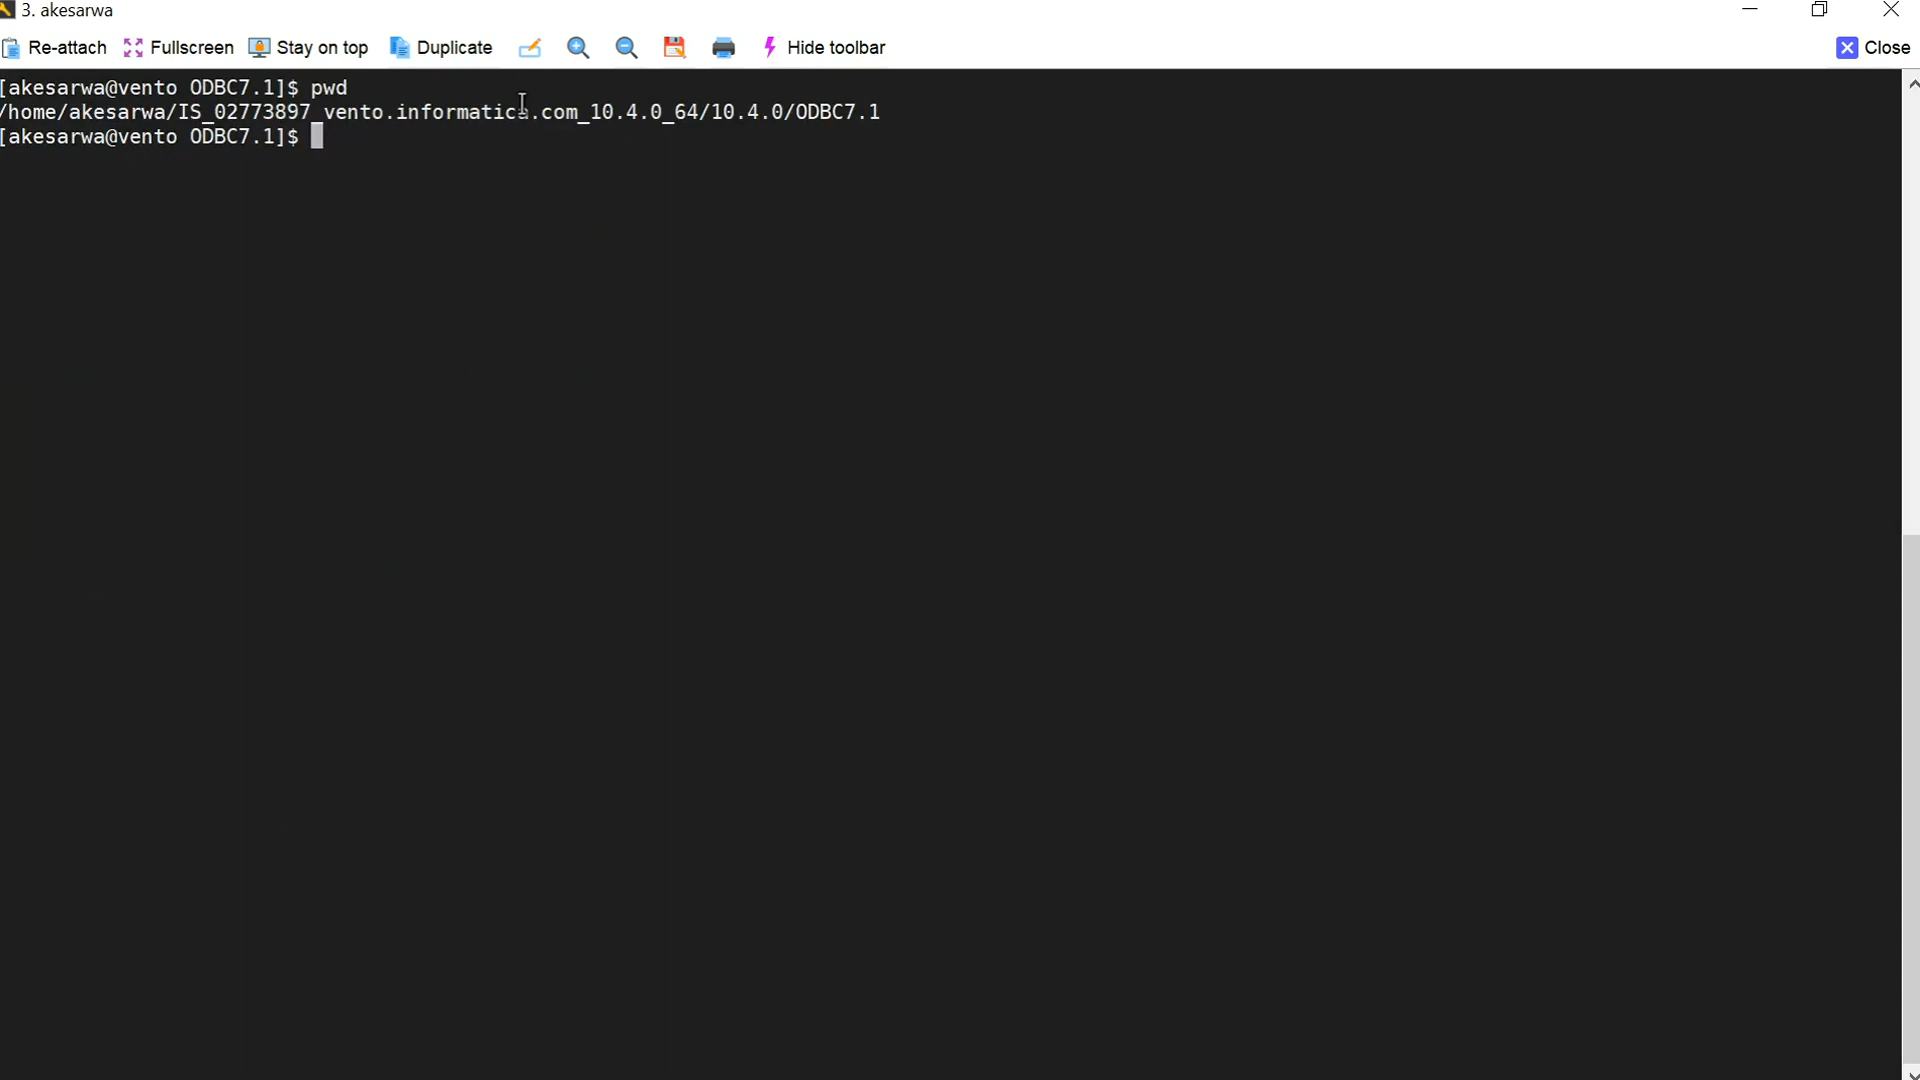 3. akesarwa
Re-attach Fullscreen Stay on top Duplicate Hide toolbar Close
[akesarwa@vento ODBC7.1]$ pwd
/home/akesarwa/IS_02773897_vento.informatica.com_10.4.0_64/10.4.0/ODBC7.1
[akesarwa@vento ODBC7.1]$